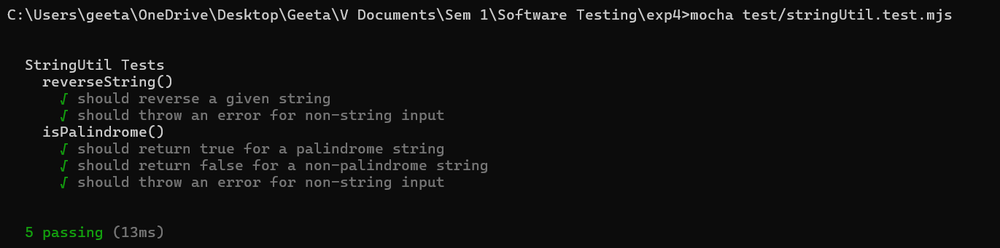 C:\Users\geeta\OneDrive\Desktop\Geeta\V Documents\Sem 1\Software Testing\exp4>mocha test/stringUtil.test.mjs
StringUtil Tests
reverseString()
√ should reverse a given string
√ should throw an error for non-string input
isPalindrome()
√ should return true for a palindrome string
√ should return false for a non-palindrome string
√ should throw an error for non-string input
5 passing (13ms)